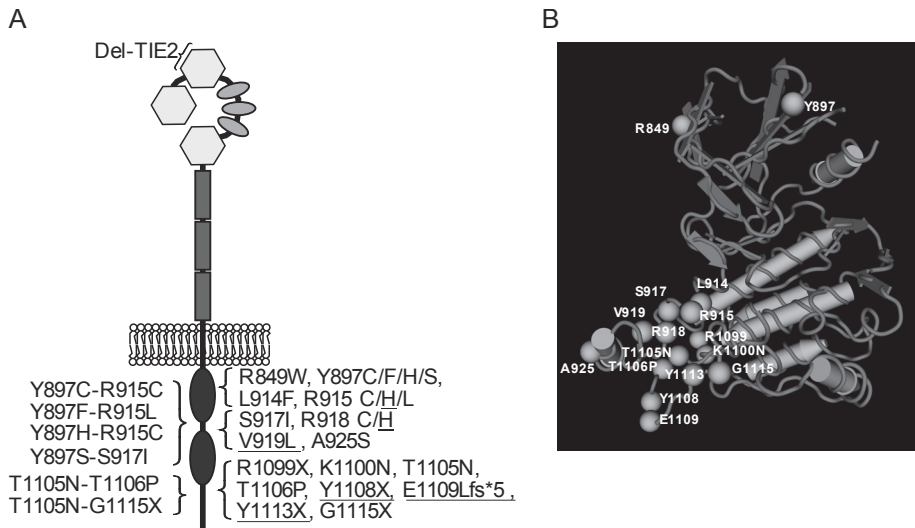 A
Del-TIE2
Y897C-R915C
Y897F-R915L
Y897H-R915C
Y897S-S917I
T1105N-T1106P
T1105N-G1115X
R849W, Y897C/F/H/S,
L914F, R915 C/H/L
S917I, R918 C/H
V919L , A925S
R1099X, K1100N, T1105N,
T1106P, Y1108X, E1109Lfs*5 ,
Y1113X, G1115X
B
Y897
R849
L914
S917
R915
V919
R918
R1099
T1105N
K1100N
A925
T1106P
Y1113
G1115
Y1108
E1109